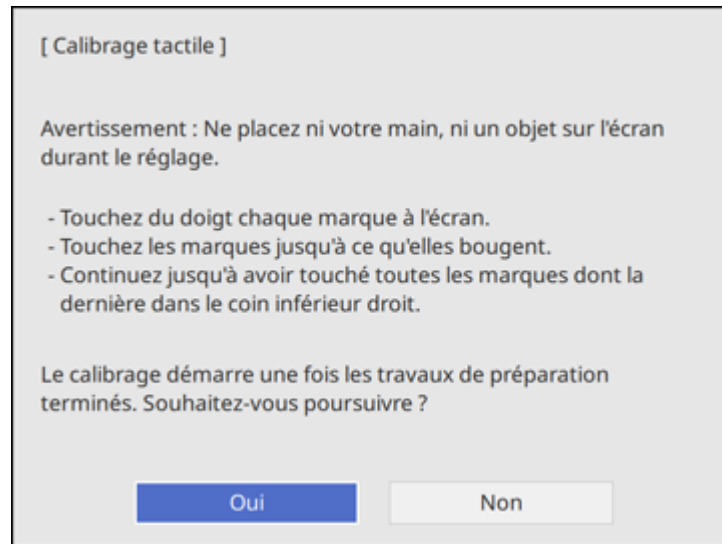 [ Calibrage tactile ]
Avertissement : Ne placez ni votre main, ni un objet sur l'écran
durant le réglage.
- Touchez du doigt chaque marque à l'écran.
- Touchez les marques jusqu'à ce qu'elles bougent.
- Continuez jusqu'à avoir touché toutes les marques dont la
dernière dans le coin inférieur droit.
Le calibrage démarre une fois les travaux de préparation
terminés. Souhaitez-vous poursuivre ?
Oui Non